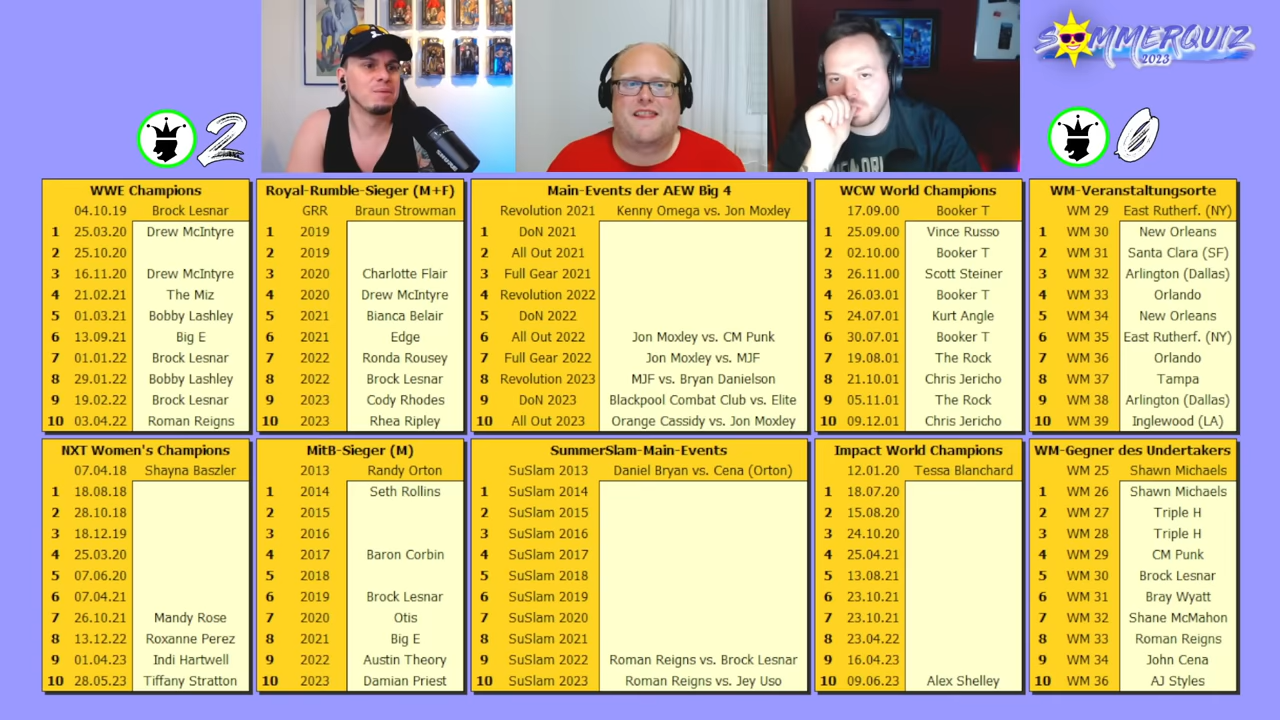 SOMMERQUIZ
2023
2
0
WWE Champions
04.10.19 Brock Lesnar
1 25.03.20 Drew McIntyre
2 25.10.20
3 16.11.20 Drew McIntyre
4 21.02.21 The Miz
5 01.03.21 Bobby Lashley
6 13.09.21 Big E
7 01.01.22 Brock Lesnar
8 29.01.22 Bobby Lashley
9 19.02.22 Brock Lesnar
10 03.04.22 Roman Reigns
Royal-Rumble-Sieger (M+F)
GRR Braun Strowman
1 2019
2 2019
3 2020 Charlotte Flair
4 2020 Drew McIntyre
5 2021 Bianca Belair
6 2021 Edge
7 2022 Ronda Rousey
8 2022 Brock Lesnar
9 2023 Cody Rhodes
10 2023 Rhea Ripley
Main-Events der AEW Big 4
Revolution 2021 Kenny Omega vs. Jon Moxley
1 DoN 2021
2 All Out 2021
3 Full Gear 2021
4 Revolution 2022
5 DoN 2022
6 All Out 2022 Jon Moxley vs. CM Punk
7 Full Gear 2022 Jon Moxley vs. MJF
8 Revolution 2023 MJF vs. Bryan Danielson
9 DoN 2023 Blackpool Combat Club vs. Elite
10 All Out 2023 Orange Cassidy vs. Jon Moxley
WCW World Champions
17.09.00 Booker T
1 25.09.00 Vince Russo
2 02.10.00 Booker T
3 26.11.00 Scott Steiner
4 26.03.01 Booker T
5 24.07.01 Kurt Angle
6 30.07.01 Booker T
7 19.08.01 The Rock
8 21.10.01 Chris Jericho
9 05.11.01 The Rock
10 09.12.01 Chris Jericho
WM-Veranstaltungsorte
WM 29 East Rutherf. (NY)
1 WM 30 New Orleans
2 WM 31 Santa Clara (SF)
3 WM 32 Arlington (Dallas)
4 WM 33 Orlando
5 WM 34 New Orleans
6 WM 35 East Rutherf. (NY)
7 WM 36 Orlando
8 WM 37 Tampa
9 WM 38 Arlington (Dallas)
10 WM 39 Inglewood (LA)
NXT Women's Champions
07.04.18 Shayna Baszler
1 18.08.18
2 28.10.18
3 18.12.19
4 25.03.20
5 07.06.20
6 07.04.21
7 26.10.21 Mandy Rose
8 13.12.22 Roxanne Perez
9 01.04.23 Indi Hartwell
10 28.05.23 Tiffany Stratton
MitB-Sieger (M)
2013 Randy Orton
1 2014 Seth Rollins
2 2015
3 2016
4 2017 Baron Corbin
5 2018
6 2019 Brock Lesnar
7 2020 Otis
8 2021 Big E
9 2022 Austin Theory
10 2023 Damian Priest
SummerSlam-Main-Events
SuSlam 2013 Daniel Bryan vs. Cena (Orton)
1 SuSlam 2014
2 SuSlam 2015
3 SuSlam 2016
4 SuSlam 2017
5 SuSlam 2018
6 SuSlam 2019
7 SuSlam 2020
8 SuSlam 2021
9 SuSlam 2022 Roman Reigns vs. Brock Lesnar
10 SuSlam 2023 Roman Reigns vs. Jey Uso
Impact World Champions
12.01.20 Tessa Blanchard
1 18.07.20
2 15.08.20
3 24.10.20
4 25.04.21
5 13.08.21
6 23.10.21
7 23.10.21
8 23.04.22
9 16.04.23
10 09.06.23 Alex Shelley
WM-Gegner des Undertakers
WM 25 Shawn Michaels
1 WM 26 Shawn Michaels
2 WM 27 Triple H
3 WM 28 Triple H
4 WM 29 CM Punk
5 WM 30 Brock Lesnar
6 WM 31 Bray Wyatt
7 WM 32 Shane McMahon
8 WM 33 Roman Reigns
9 WM 34 John Cena
10 WM 36 AJ Styles